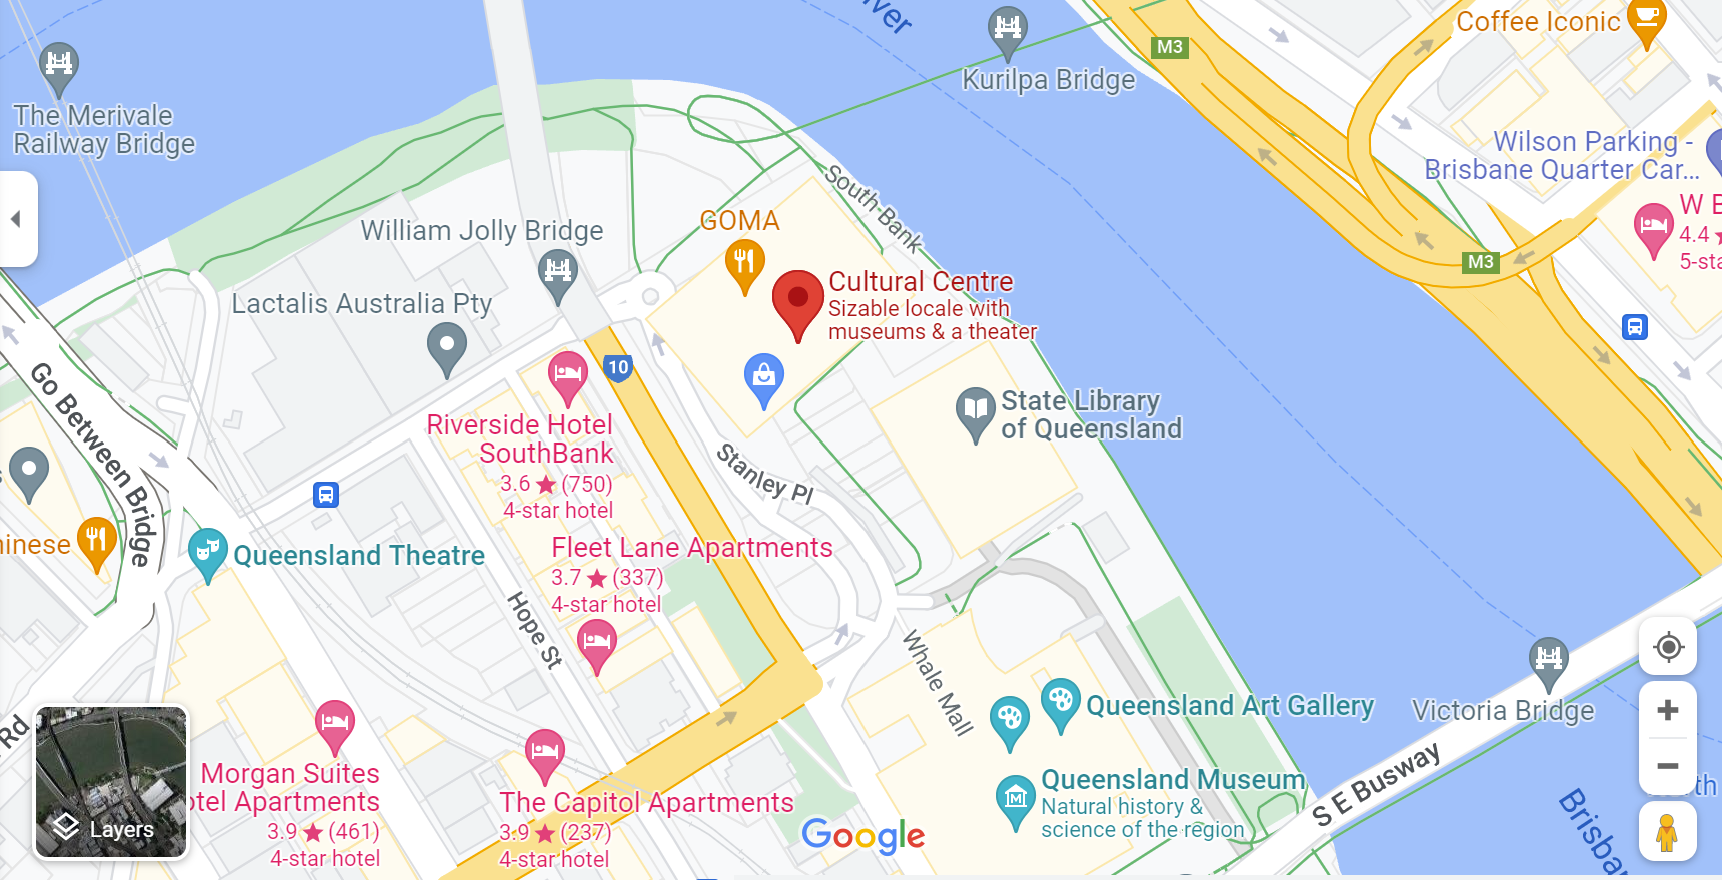 Coffee Iconic
M3
Kurilpa Bridge
The Merivale
Railway Bridge
Wilson Parking -
Brisbane Quarter Car...
South Bank
W B
4.4
5-sta
GOMA
William Jolly Bridge
M3
Cultural Centre
Sizable locale with
museums & a theater
Lactalis Australia Pty
10
Go Between Bridge
State Library
of Queensland
Riverside Hotel
SouthBank
3.6 ★ (750)
4-star hotel
Stanley Pl
Queensland Theatre
Fleet Lane Apartments
3.7 ★ (337)
4-star hotel
Hope St
Whale Mall
Queensland Art Gallery
Victoria Bridge
Rd
Morgan Suites
otel Apartments
3.9 ★ (461)
4-star hotel
The Capitol Apartments
3.9 ★ (237)
4-star hotel
Queensland Museum
Natural history &
science of the region
S E Busway
Layers
Google